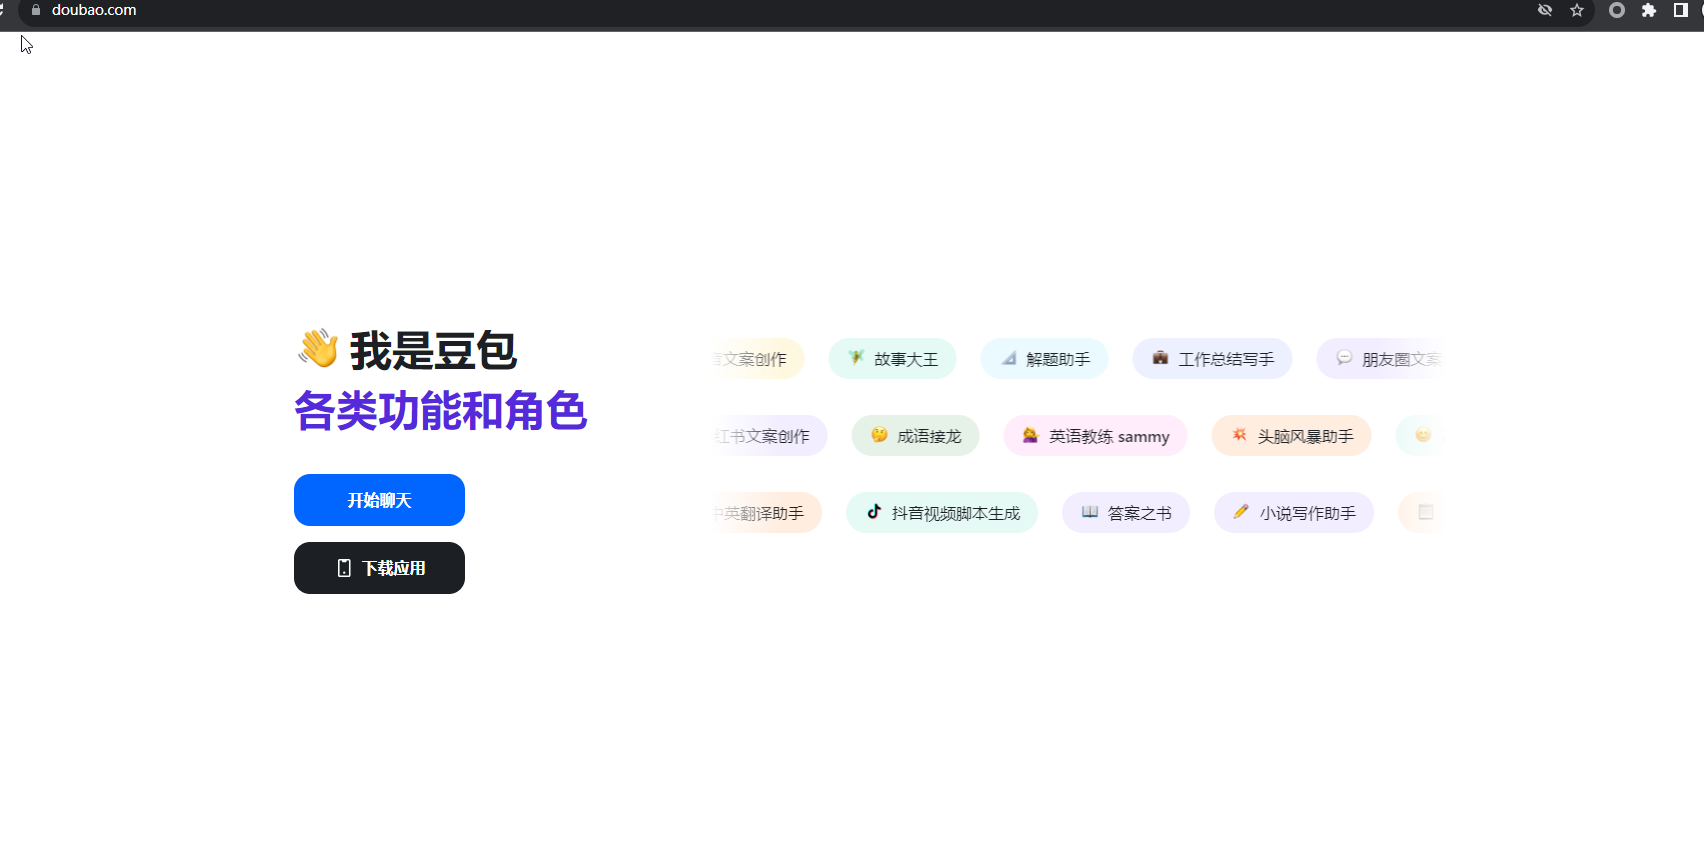 doubao.com
👋 我是豆包
各类功能和角色
开始聊天
下载应用
文案创作
故事大王
解题助手
工作总结写手
朋友圈文案
红书文案创作
成语接龙
英语教练 sammy
头脑风暴助手
中英翻译助手
抖音视频脚本生成
答案之书
小说写作助手